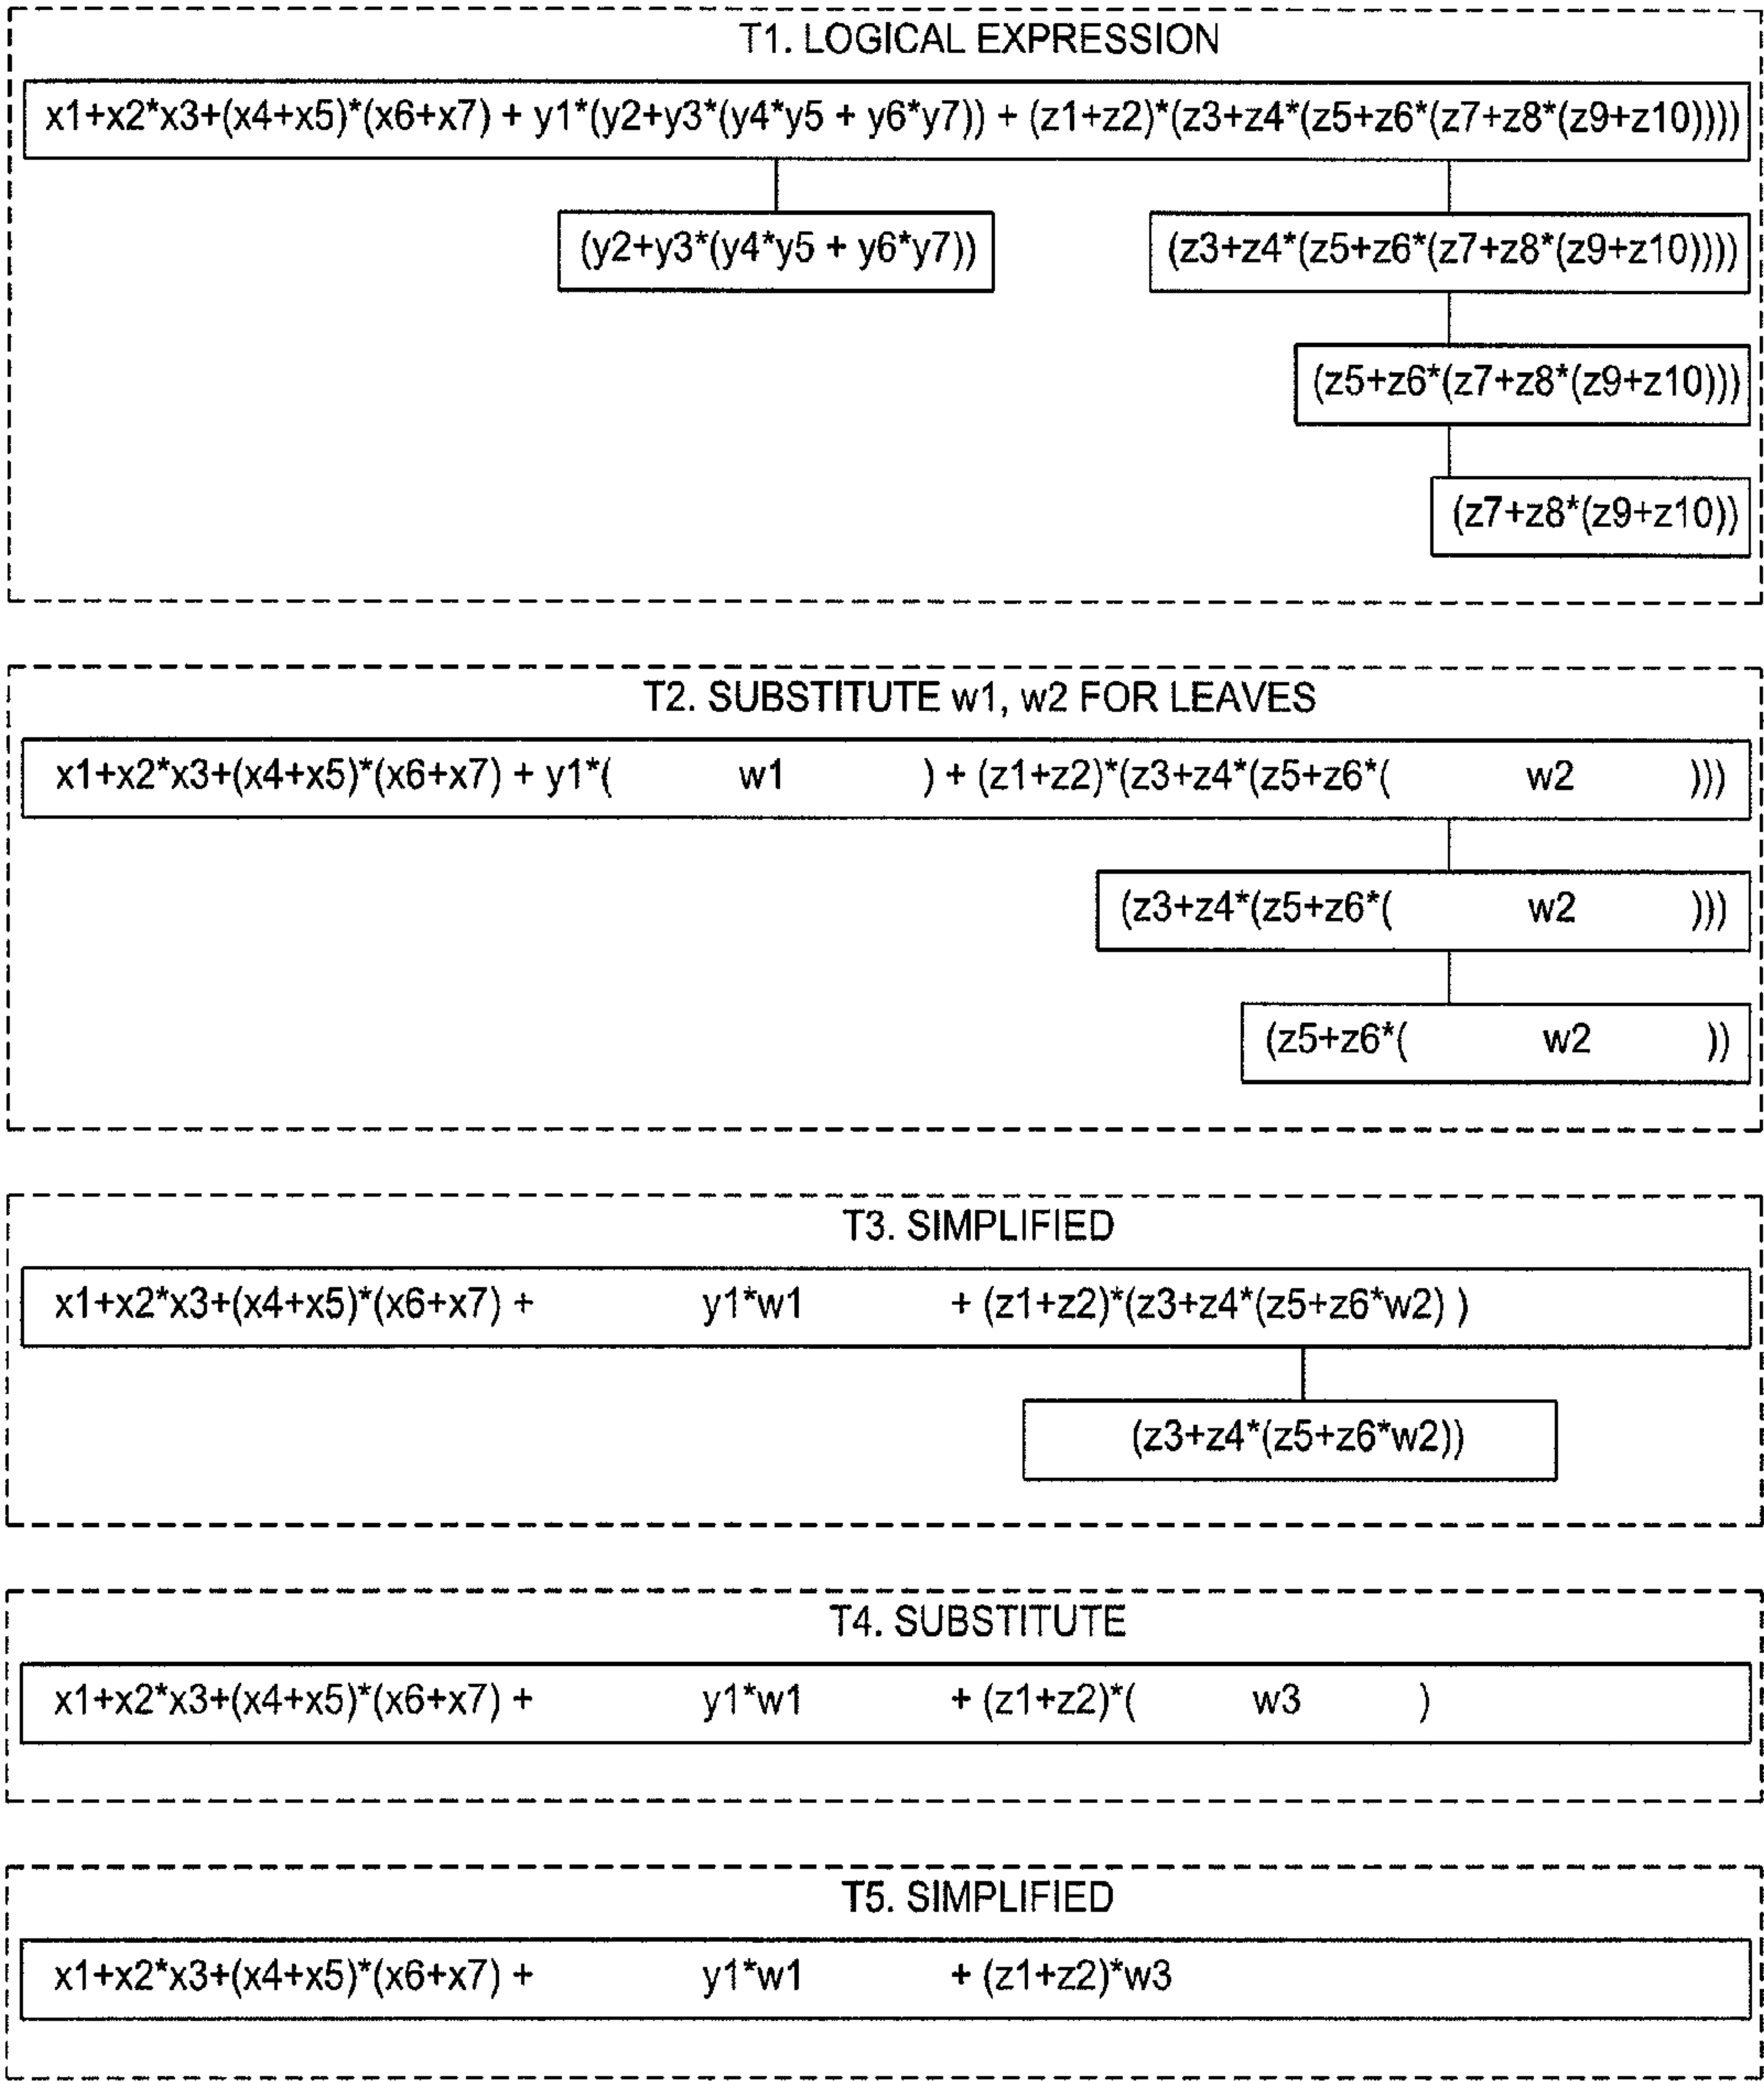 T1. LOGICAL EXPRESSION
x1+x2*x3+(x4+x5)*(x6+x7) + y1*(y2+y3*(y4*y5 + y6*y7)) + (z1+z2)*(z3+z4*(z5+z6*(z7+z8*(z9+z10))))
(y2+y3*(y4*y5 + y6*y7)) (z3+z4*(z5+z6*(z7+z8*(z9+z10))))
(z5+z6*(z7+z8*(z9+z10)))
(z7+z8*(z9+z10))
T2. SUBSTITUTE w1, w2 FOR LEAVES
x1+x2*x3+(x4+x5)*(x6+x7) + y1*( w1 ) + (z1+z2)*(z3+z4*(z5+z6*( w2 )))
(z3+z4*(z5+z6*( w2 )))
(z5+z6*( w2 ))
T3. SIMPLIFIED
x1+x2*x3+(x4+x5)*(x6+x7) + y1*w1 + (z1+z2)*(z3+z4*(z5+z6*w2) )
(z3+z4*(z5+z6*w2))
T4. SUBSTITUTE
x1+x2*x3+(x4+x5)*(x6+x7) + y1*w1 + (z1+z2)*( w3 )
T5. SIMPLIFIED
x1+x2*x3+(x4+x5)*(x6+x7) + y1*w1 + (z1+z2)*w3